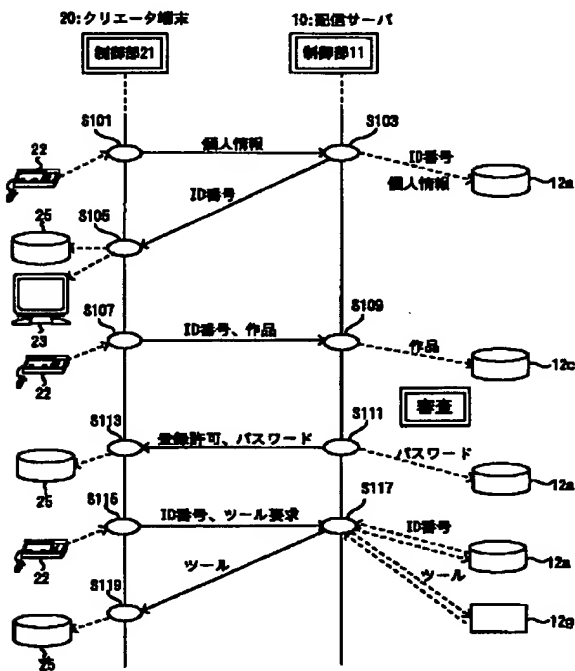 20:クリエータ端末
10:配信サーバ
制御部21
制御部11
S101
S103
22
個人情報
ID番号
個人情報
12a
ID番号
25
S105
23
S107
S109
ID番号、作品
作品
22
12c
審査
S113
S111
登録許可、パスワード
パスワード
25
12a
S115
S117
ID番号、ツール要求
ID番号
22
12a
ツール
ツール
S119
12g
25